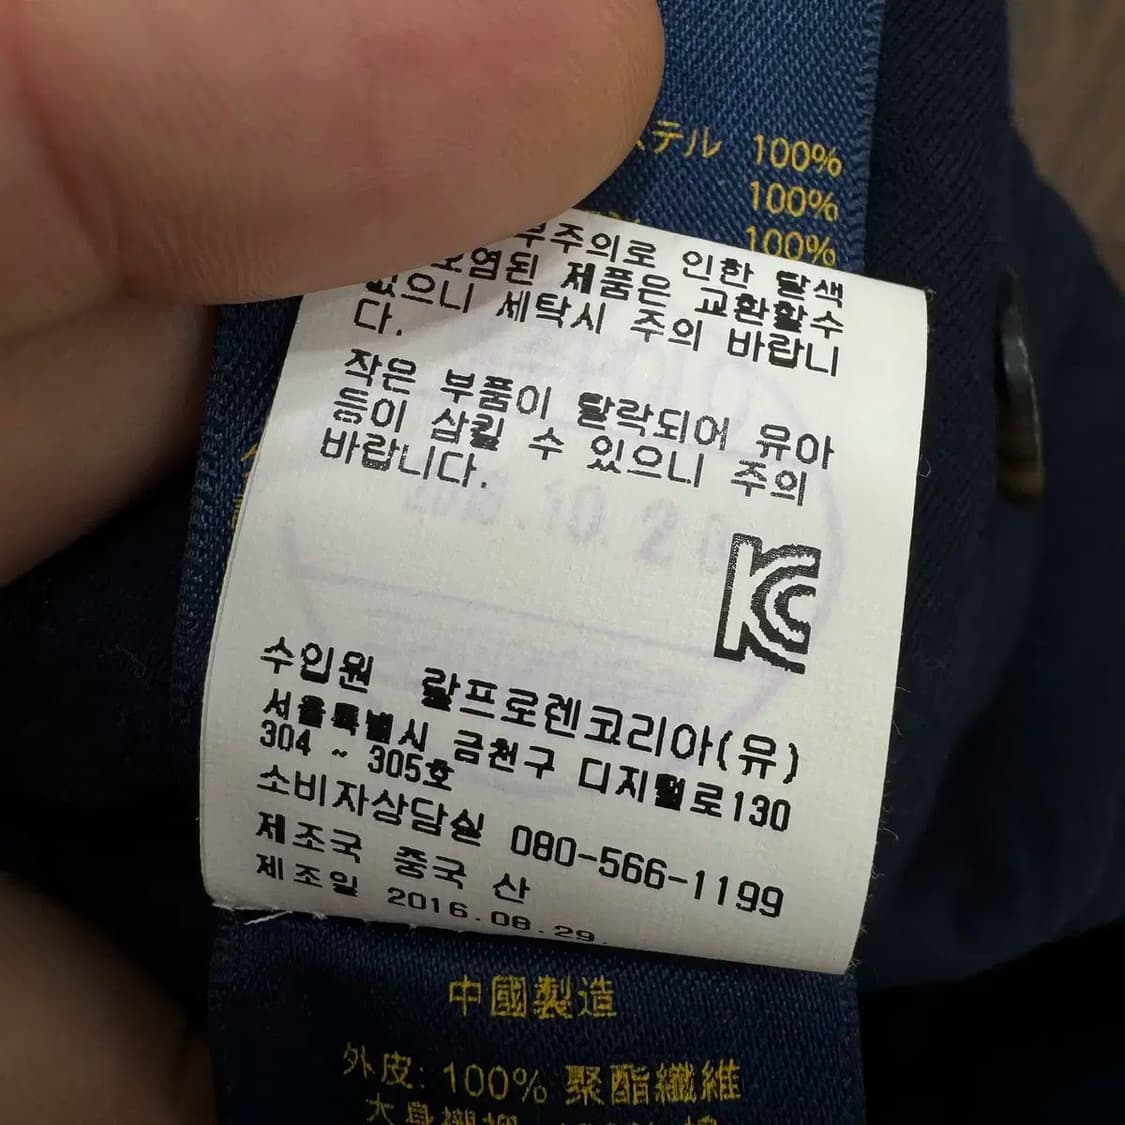 ステル 100%
100%
100%
부주의로 인한 탈색
오염된 제품은 교환할수
없으니 세탁시 주의 바랍니
다.
작은 부품이 탈락되어 유아
등이 삼킬 수 있으니 주의
바랍니다.
10.20
KC
수입원 랄프로렌코리아(유)
서울특별시 금천구 디지털로130
304 ~ 305호
소비자상담실 080-566-1199
제조국 중국 산
제조일 2016.08.29.
中國製造
外皮: 100% 聚酯纖維